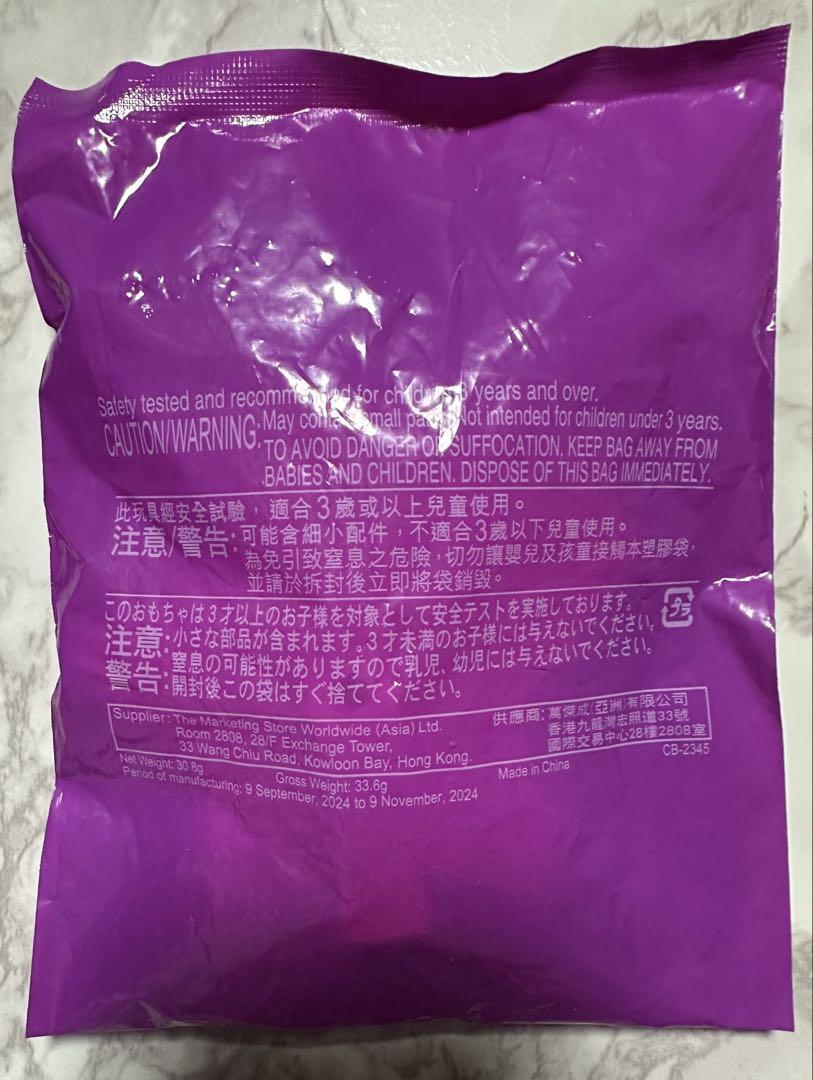 Safety tested and recommended for children 3 years and over.
CAUTION/WARNING: May contain small parts. Not intended for children under 3 years.
TO AVOID DANGER OF SUFFOCATION, KEEP BAG AWAY FROM
BABIES AND CHILDREN. DISPOSE OF THIS BAG IMMEDIATELY.
此玩具經安全試驗，適合3歲或以上兒童使用。
注意/警告: 可能含細小配件，不適合3歲以下兒童使用。
為免引致窒息之危險，切勿讓嬰兒及孩童接觸本塑膠袋，
並請於拆封後立即將袋銷毀。
このおもちゃは3才以上のお子様を対象として安全テストを実施しております。
注意: 小さな部品が含まれます。3才未満のお子様には与えないでください。
警告: 窒息の可能性がありますので乳児、幼児には与えないでください。
開封後この袋はすぐ捨ててください。
プラ
Supplier: The Marketing Store Worldwide (Asia) Ltd.
Room 2808, 28/F Exchange Tower,
33 Wang Chiu Road, Kowloon Bay, Hong Kong.
供應商: 萬傑成(亞洲)有限公司
香港九龍灣宏照道33號
國際交易中心28樓2808室
CB-2345
Net Weight: 30.8g Gross Weight: 33.6g Made in China
Period of manufacturing: 9 September, 2024 to 9 November, 2024